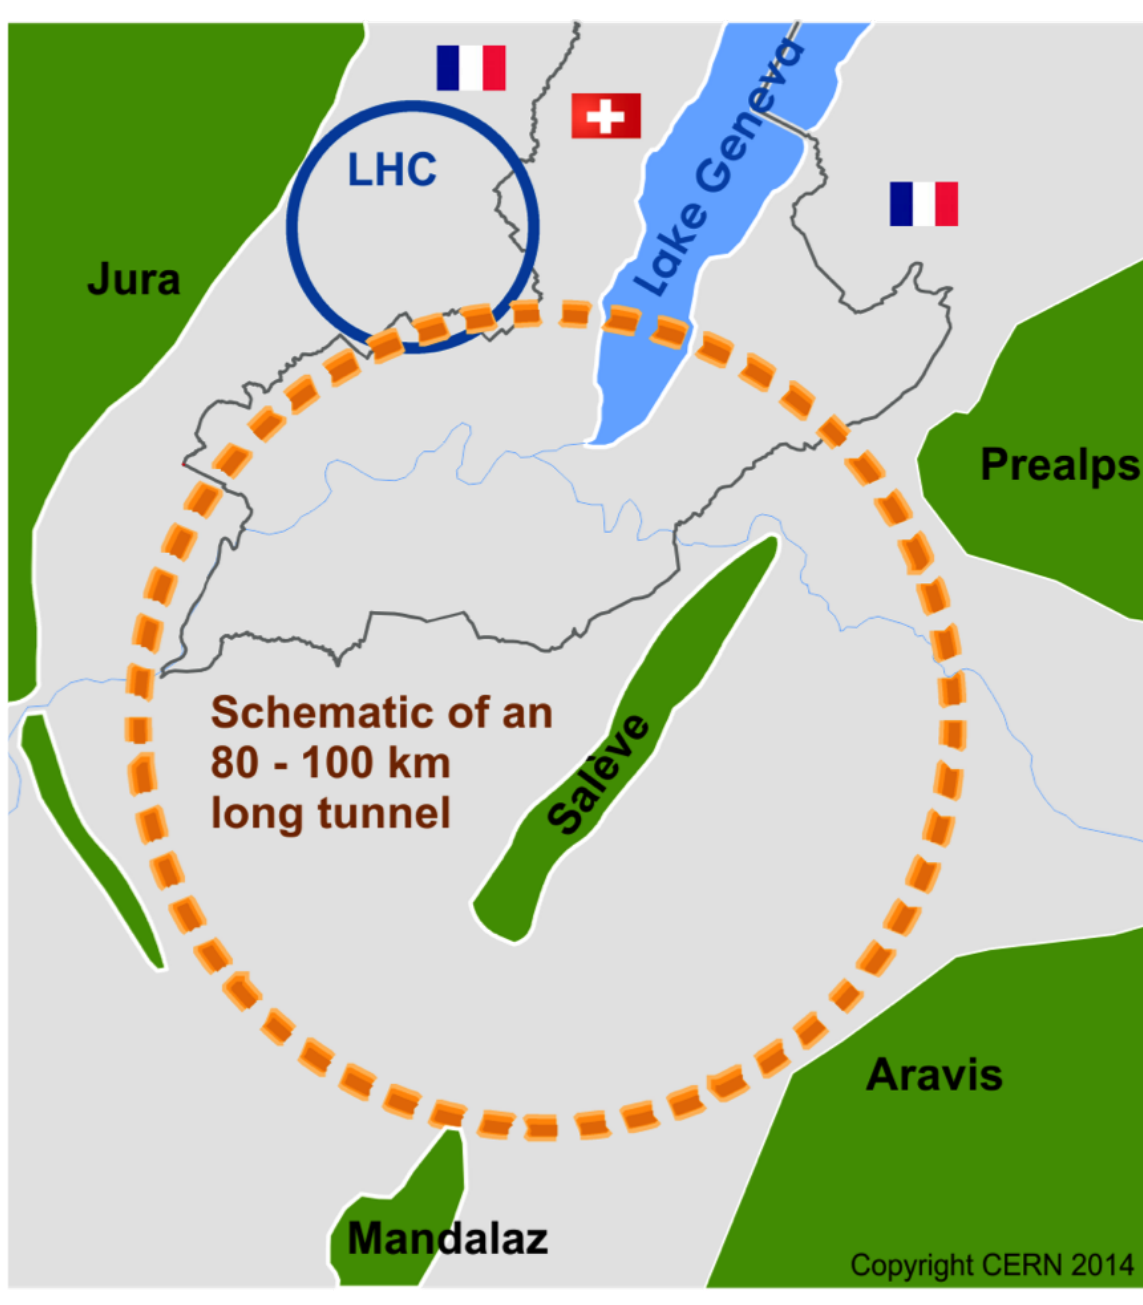 LHC
Lake Geneva
Jura
Prealps
Schematic of an
80 - 100 km
long tunnel
Salève
Aravis
Mandalaz
Copyright CERN 2014